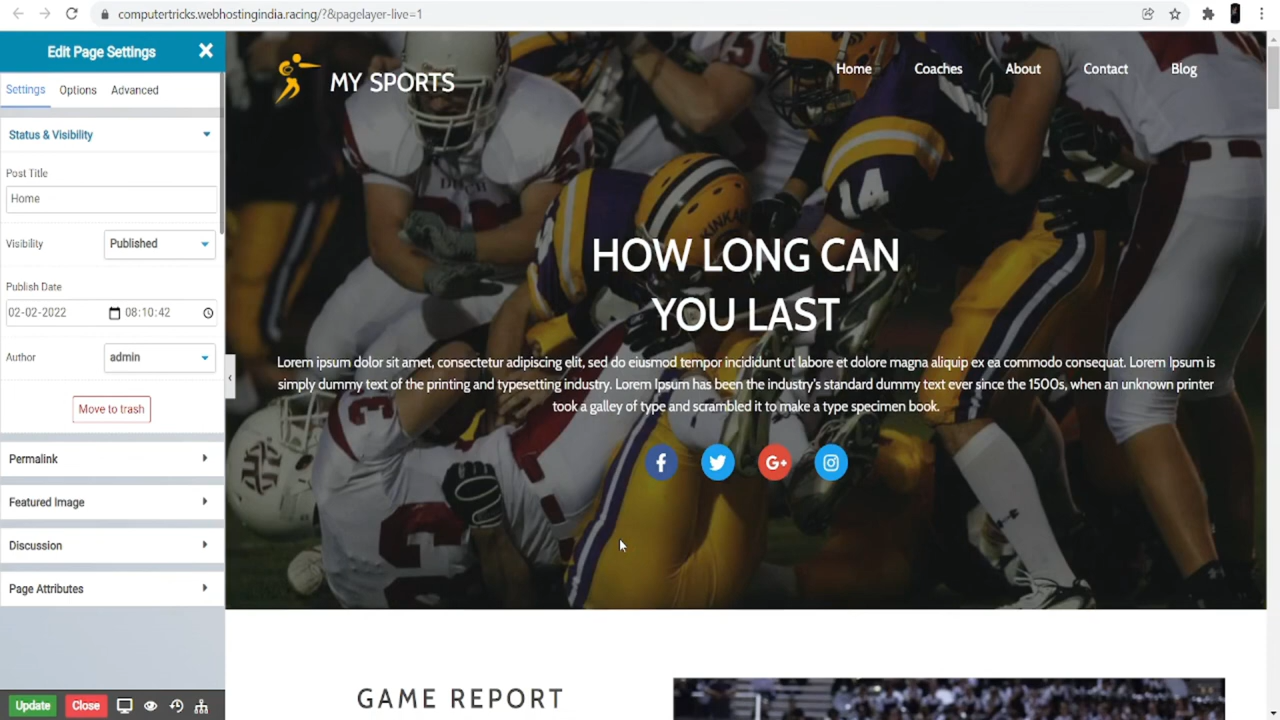 computertricks.webhostingindia.racing/?&pagelayer-live=1
Edit Page Settings
Settings Options Advanced
Status & Visibility
Post Title
Home
Visibility Published
Publish Date
02-02-2022 08:10:42
Author admin
Move to trash
Permalink
Featured Image
Discussion
Page Attributes
Update Close
MY SPORTS
Home Coaches About Contact Blog
14
HOW LONG CAN
YOU LAST
Lorem ipsum dolor sit amet, consectetur adipiscing elit, sed do eiusmod tempor incididunt ut labore et dolore magna aliquip ex ea commodo consequat. Lorem Ipsum is
simply dummy text of the printing and typesetting industry. Lorem Ipsum has been the industry's standard dummy text ever since the 1500s, when an unknown printer
took a galley of type and scrambled it to make a type specimen book.
GAME REPORT